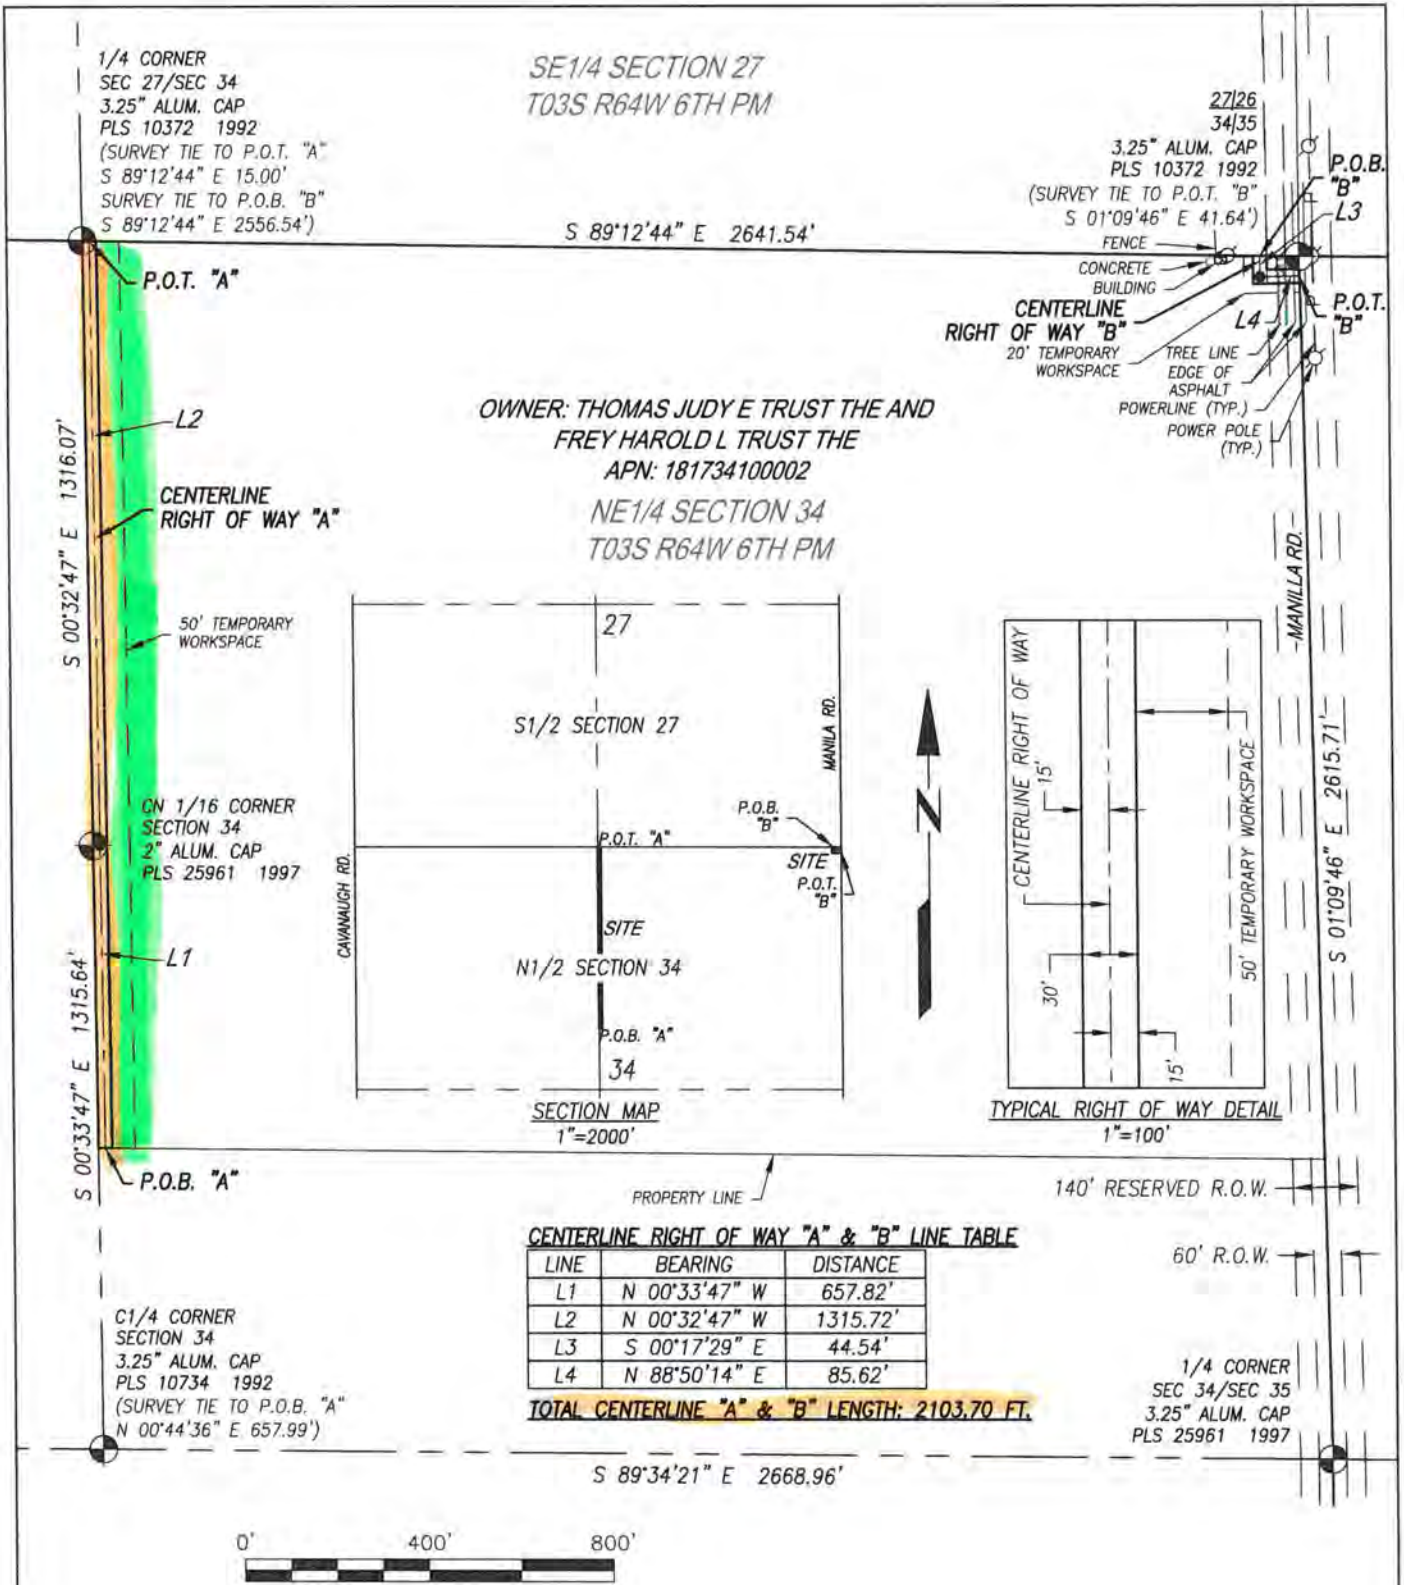 1/4 CORNER
SEC 27/SEC 34
3.25" ALUM. CAP
PLS 10372 1992
(SURVEY TIE TO P.O.T. "A"
S 89°12'44" E 15.00'
SURVEY TIE TO P.O.B. "B"
S 89°12'44" E 2556.54')
SE1/4 SECTION 27
T03S R64W 6TH PM
27|26
34|35
3.25" ALUM. CAP
PLS 10372 1992
(SURVEY TIE TO P.O.T. "B"
S 01°09'46" E 41.64')
P.O.B.
"B"
L3
S 89°12'44" E 2641.54'
FENCE
CONCRETE
BUILDING
CENTERLINE
RIGHT OF WAY "B"
20' TEMPORARY
WORKSPACE
L4
P.O.T.
"B"
TREE LINE
EDGE OF
ASPHALT
POWERLINE (TYP.)
POWER POLE
(TYP.)
P.O.T. "A"
L2
S 00°32'47" E 1316.07'
CENTERLINE
RIGHT OF WAY "A"
50' TEMPORARY
WORKSPACE
OWNER: THOMAS JUDY E TRUST THE AND
FREY HAROLD L TRUST THE
APN: 181734100002
NE1/4 SECTION 34
T03S R64W 6TH PM
MANILA RD.
S 01°09'46" E 2615.71'
CN 1/16 CORNER
SECTION 34
2" ALUM. CAP
PLS 25961 1997
L1
S 00°33'47" E 1315.64'
P.O.B. "A"
27
S1/2 SECTION 27
MANILA RD.
P.O.B.
"B"
P.O.T. "A"
SITE
P.O.T.
"B"
CAVANAUGH RD.
SITE
N1/2 SECTION 34
P.O.B. "A"
34
SECTION MAP
1"=2000'
N
CENTERLINE RIGHT OF WAY
15'
50' TEMPORARY WORKSPACE
30'
15'
TYPICAL RIGHT OF WAY DETAIL
1"=100'
PROPERTY LINE
140' RESERVED R.O.W.
60' R.O.W.
CENTERLINE RIGHT OF WAY "A" & "B" LINE TABLE
LINE BEARING DISTANCE
L1 N 00°33'47" W 657.82'
L2 N 00°32'47" W 1315.72'
L3 S 00°17'29" E 44.54'
L4 N 88°50'14" E 85.62'
TOTAL CENTERLINE "A" & "B" LENGTH: 2103.70 FT.
C1/4 CORNER
SECTION 34
3.25" ALUM. CAP
PLS 10734 1992
(SURVEY TIE TO P.O.B. "A"
N 00°44'36" E 657.99')
1/4 CORNER
SEC 34/SEC 35
3.25" ALUM. CAP
PLS 25961 1997
S 89°34'21" E 2668.96'
0' 400' 800'